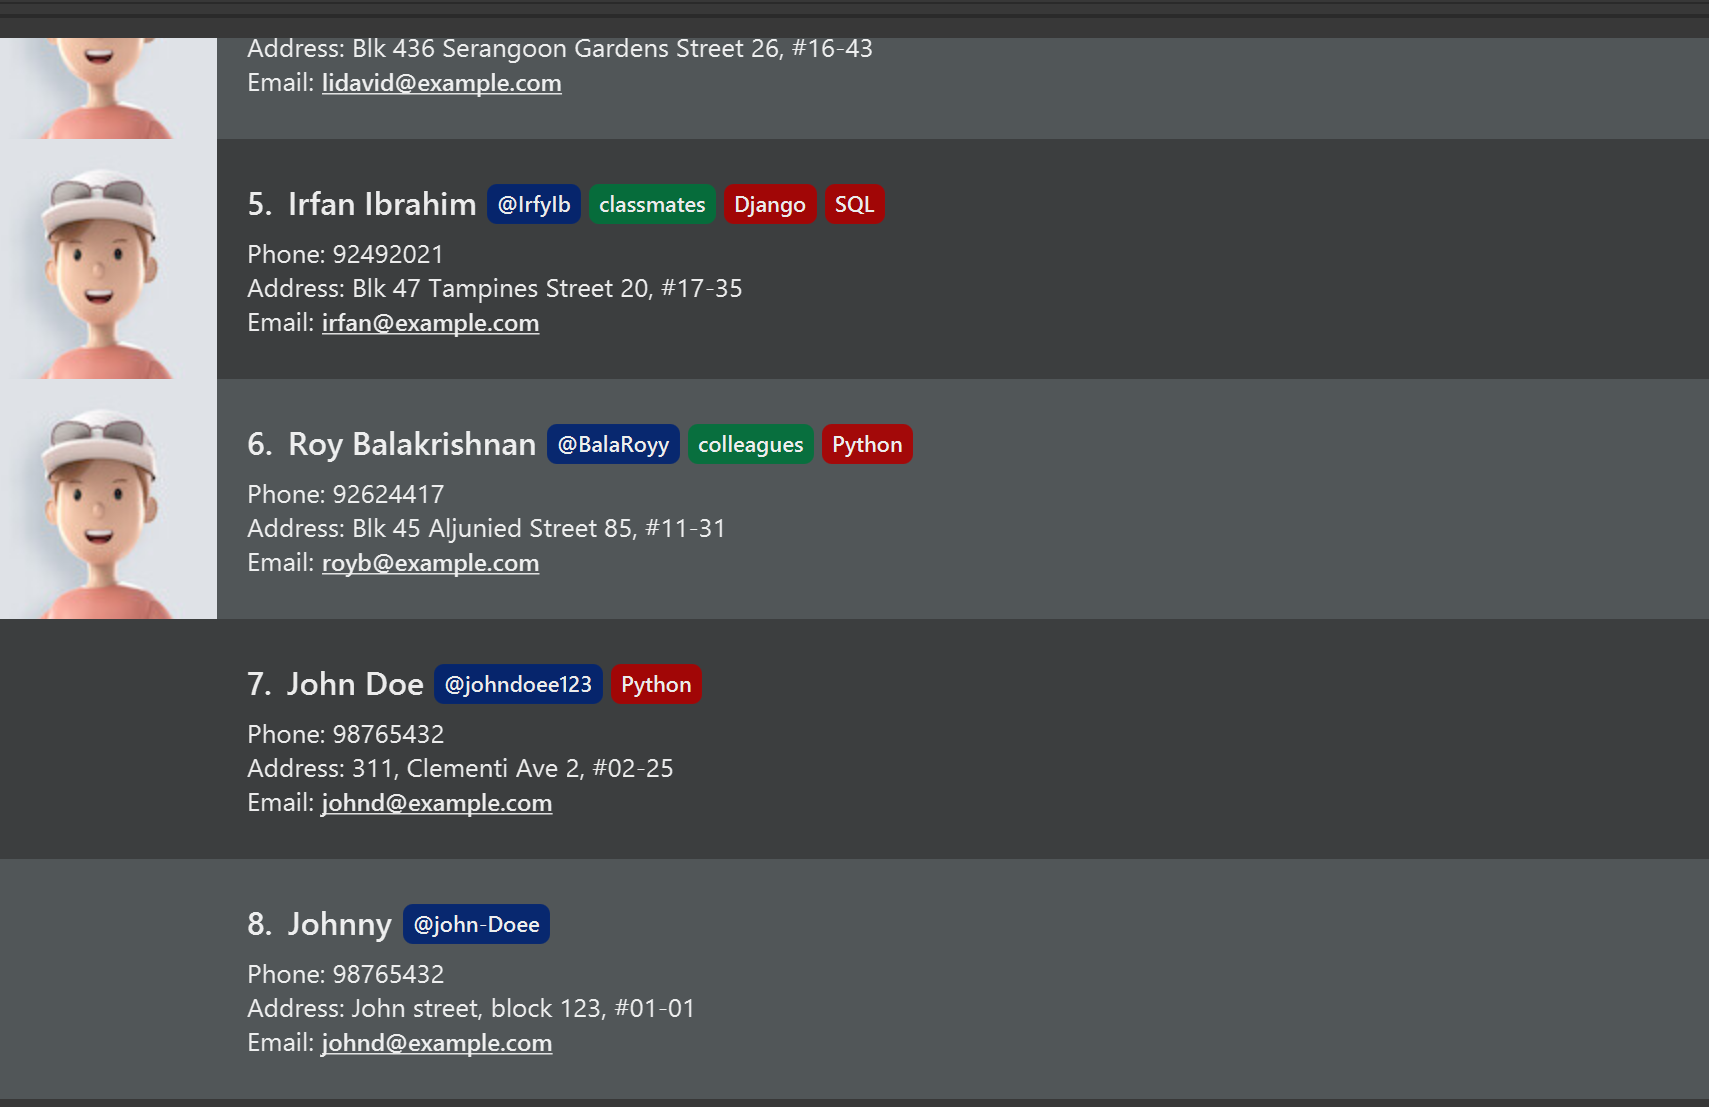 Address: Blk 436 Serangoon Gardens Street 26, #16-43
Email: lidavid@example.com
5. Irfan Ibrahim @IrfyIb classmates Django SQL
Phone: 92492021
Address: Blk 47 Tampines Street 20, #17-35
Email: irfan@example.com
6. Roy Balakrishnan @BalaRoyy colleagues Python
Phone: 92624417
Address: Blk 45 Aljunied Street 85, #11-31
Email: royb@example.com
7. John Doe @johndoee123 Python
Phone: 98765432
Address: 311, Clementi Ave 2, #02-25
Email: johnd@example.com
8. Johnny @john-Doee
Phone: 98765432
Address: John street, block 123, #01-01
Email: johnd@example.com